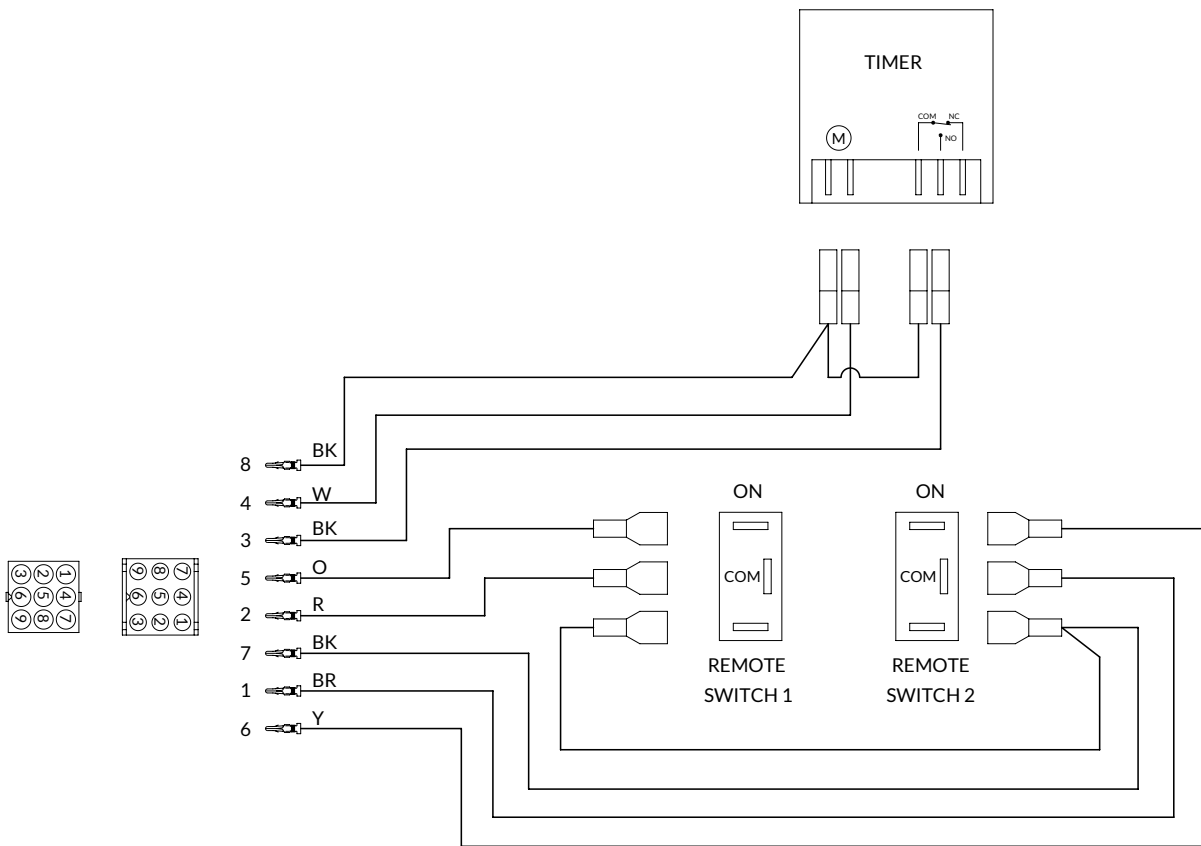 TIMER
COM NC
M
NO
8 BK
4 W
3 BK
5 O
2 R
7 BK
1 BR
6 Y
ON
ON
COM
COM
REMOTE
SWITCH 1
REMOTE
SWITCH 2
3 2 1
6 5 4
9 8 7
9 8 7
6 5 4
3 2 1